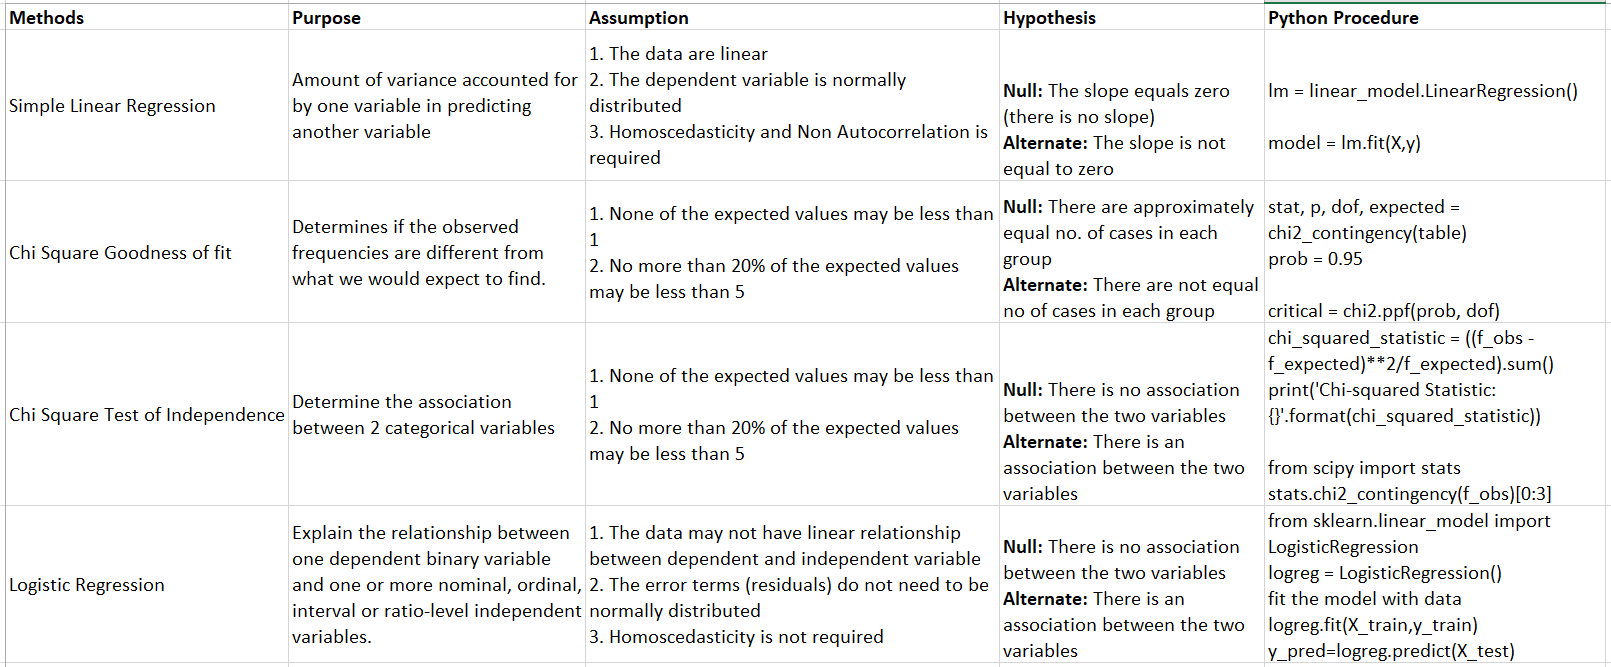 Methods
Purpose
Assumption
Hypothesis
Python Procedure
Simple Linear Regression
Amount of variance accounted for
by one variable in predicting
another variable
1. The data are linear
2. The dependent variable is normally
distributed
3. Homoscedasticity and Non Autocorrelation is
required
Null: The slope equals zero
(there is no slope)
Alternate: The slope is not
equal to zero
lm = linear_model.LinearRegression()
model = lm.fit(X,y)
Chi Square Goodness of fit
Determines if the observed
frequencies are different from
what we would expect to find.
1. None of the expected values may be less than
1
2. No more than 20% of the expected values
may be less than 5
Null: There are approximately
equal no. of cases in each
group
Alternate: There are not equal
no of cases in each group
stat, p, dof, expected =
chi2_contingency(table)
prob = 0.95
critical = chi2.ppf(prob, dof)
Chi Square Test of Independence
Determine the association
between 2 categorical variables
1. None of the expected values may be less than
1
2. No more than 20% of the expected values
may be less than 5
Null: There is no association
between the two variables
Alternate: There is an
association between the two
variables
chi_squared_statistic = ((f_obs -
f_expected)**2/f_expected).sum()
print('Chi-squared Statistic:
{}'.format(chi_squared_statistic))
from scipy import stats
stats.chi2_contingency(f_obs)[0:3]
Logistic Regression
Explain the relationship between
one dependent binary variable
and one or more nominal, ordinal,
interval or ratio-level independent
variables.
1. The data may not have linear relationship
between dependent and independent variable
2. The error terms (residuals) do not need to be
normally distributed
3. Homoscedasticity is not required
Null: There is no association
between the two variables
Alternate: There is an
association between the two
variables
from sklearn.linear_model import
LogisticRegression
logreg = LogisticRegression()
fit the model with data
logreg.fit(X_train,y_train)
y_pred=logreg.predict(X_test)